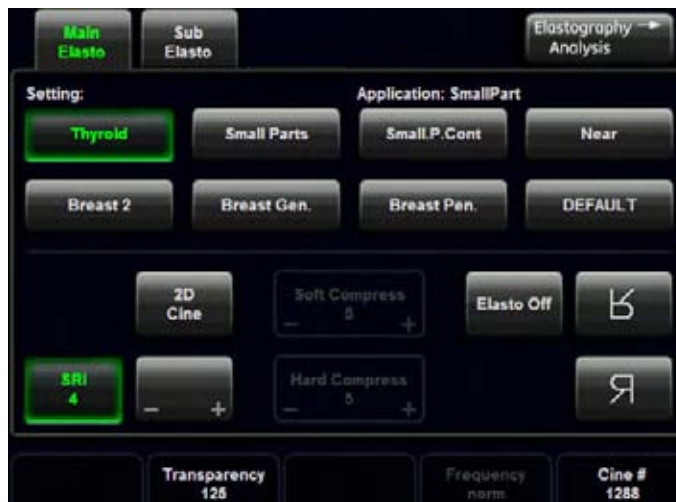 Main
Elasto
Sub
Elasto
Elastography
Analysis
Setting:
Application: SmallPart
Thyroid
Small Parts
Small.P.Cont
Near
Breast 2
Breast Gen.
Breast Pen.
DEFAULT
2D
Cine
Soft Compress
5
− +
Elasto Off
R
SRI
4
− +
Hard Compress
5
− +
R
Transparency
125
Frequency
norm.
Cine #
1288